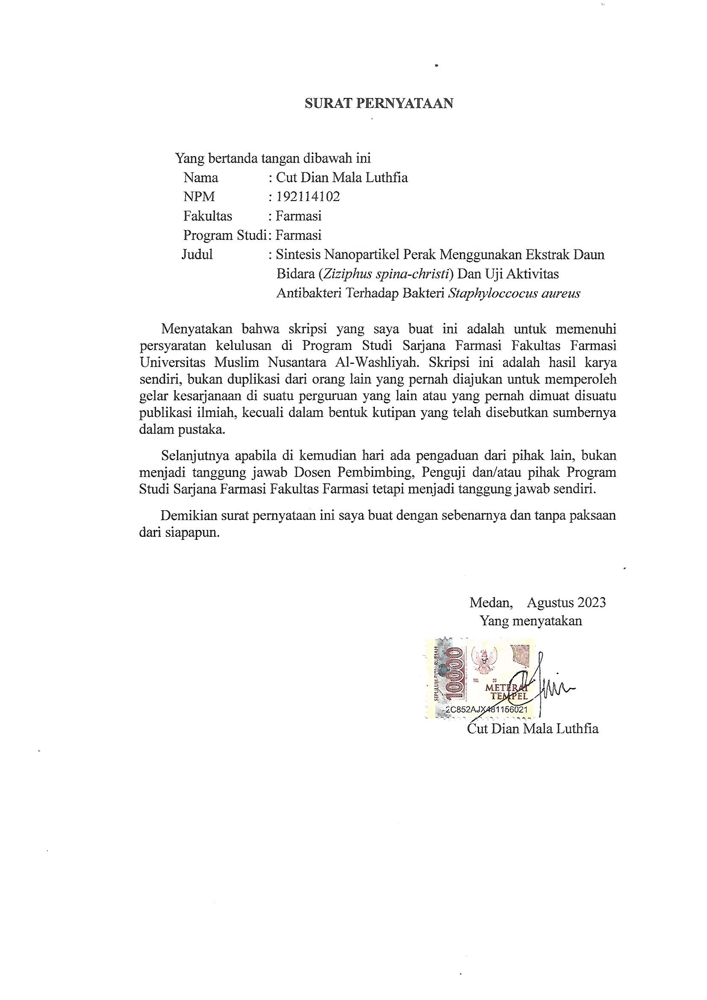 SURAT PERNYATAAN
Yang bertanda tangan dibawah ini
Nama : Cut Dian Mala Luthfia
NPM : 192114102
Fakultas : Farmasi
Program Studi : Farmasi
Judul : Sintesis Nanopartikel Perak Menggunakan Ekstrak Daun
Bidara (Ziziphus spina-christi) Dan Uji Aktivitas
Antibakteri Terhadap Bakteri Staphyloccocus aureus
Menyatakan bahwa skripsi yang saya buat ini adalah untuk memenuhi
persyaratan kelulusan di Program Studi Sarjana Farmasi Fakultas Farmasi
Universitas Muslim Nusantara Al-Washliyah. Skripsi ini adalah hasil karya
sendiri, bukan duplikasi dari orang lain yang pernah diajukan untuk memperoleh
gelar kesarjanaan di suatu perguruan yang lain atau yang pernah dimuat disuatu
publikasi ilmiah, kecuali dalam bentuk kutipan yang telah disebutkan sumbernya
dalam pustaka.
Selanjutnya apabila di kemudian hari ada pengaduan dari pihak lain, bukan
menjadi tanggung jawab Dosen Pembimbing, Penguji dan/atau pihak Program
Studi Sarjana Farmasi Fakultas Farmasi tetapi menjadi tanggung jawab sendiri.
Demikian surat pernyataan ini saya buat dengan sebenarnya dan tanpa paksaan
dari siapapun.
Medan, Agustus 2023
Yang menyatakan
SEPULUH RIBU RUPIAH
10000
TGL 20
METERAI
TEMPEL
2C852AJX481156021
Cut Dian Mala Luthfia